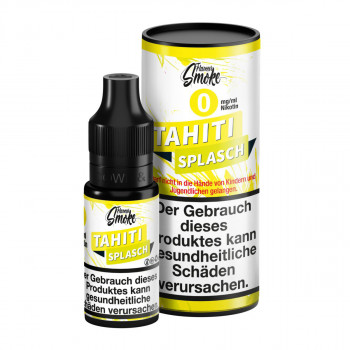 Flavour
Smoke
0
mg/ml
Nikotin
TAHITI
SPLASCH
nicht in die Hände von Kindern und
Jugendlichen gelangen.
Der Gebrauch
dieses
Produktes kann
gesundheitliche
Schäden
verursachen.
Flavour
Smoke
TAHITI
SPLASCH
Der Gebrauch dieses
Produktes kann
gesundheitliche
Schäden
verursachen.